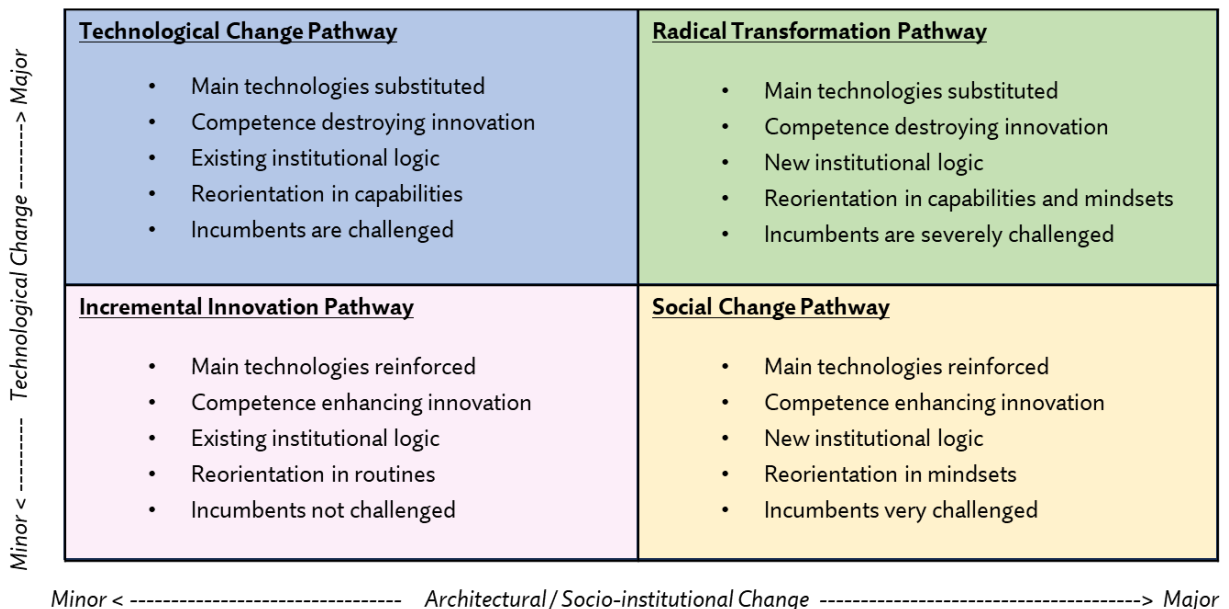 Technological Change Pathway
• Main technologies substituted
• Competence destroying innovation
• Existing institutional logic
• Reorientation in capabilities
• Incumbents are challenged
Radical Transformation Pathway
• Main technologies substituted
• Competence destroying innovation
• New institutional logic
• Reorientation in capabilities and mindsets
• Incumbents are severely challenged
Incremental Innovation Pathway
• Main technologies reinforced
• Competence enhancing innovation
• Existing institutional logic
• Reorientation in routines
• Incumbents not challenged
Social Change Pathway
• Main technologies reinforced
• Competence enhancing innovation
• New institutional logic
• Reorientation in mindsets
• Incumbents very challenged
Minor < ---------- Technological Change --------> Major
Minor < --------------------------------- Architectural / Socio-institutional Change ---------------------------------------> Major